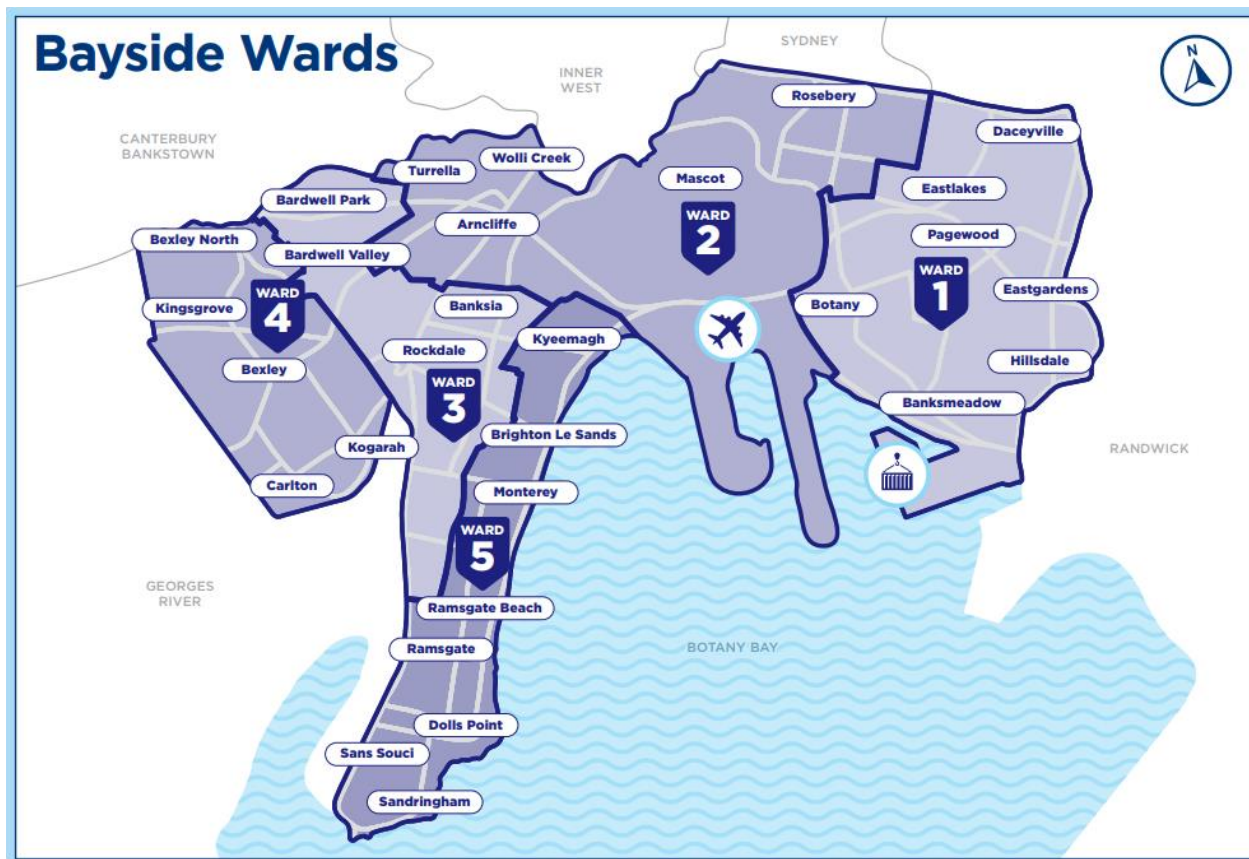 Bayside Wards
SYDNEY
N
INNER
WEST
CANTERBURY
BANKSTOWN
Rosebery
Daceyville
Wolli Creek
Turrella
Mascot
Eastlakes
Bardwell Park
WARD
2
Arncliffe
Pagewood
Bexley North
Bardwell Valley
WARD
1
Eastgardens
WARD
4
Kingsgrove
Banksia
Botany
Kyeemagh
Rockdale
Hillsdale
Bexley
WARD
3
Banksmeadow
Brighton Le Sands
Kogarah
RANDWICK
Carlton
Monterey
WARD
5
GEORGES
RIVER
Ramsgate Beach
Ramsgate
BOTANY BAY
Dolls Point
Sans Souci
Sandringham